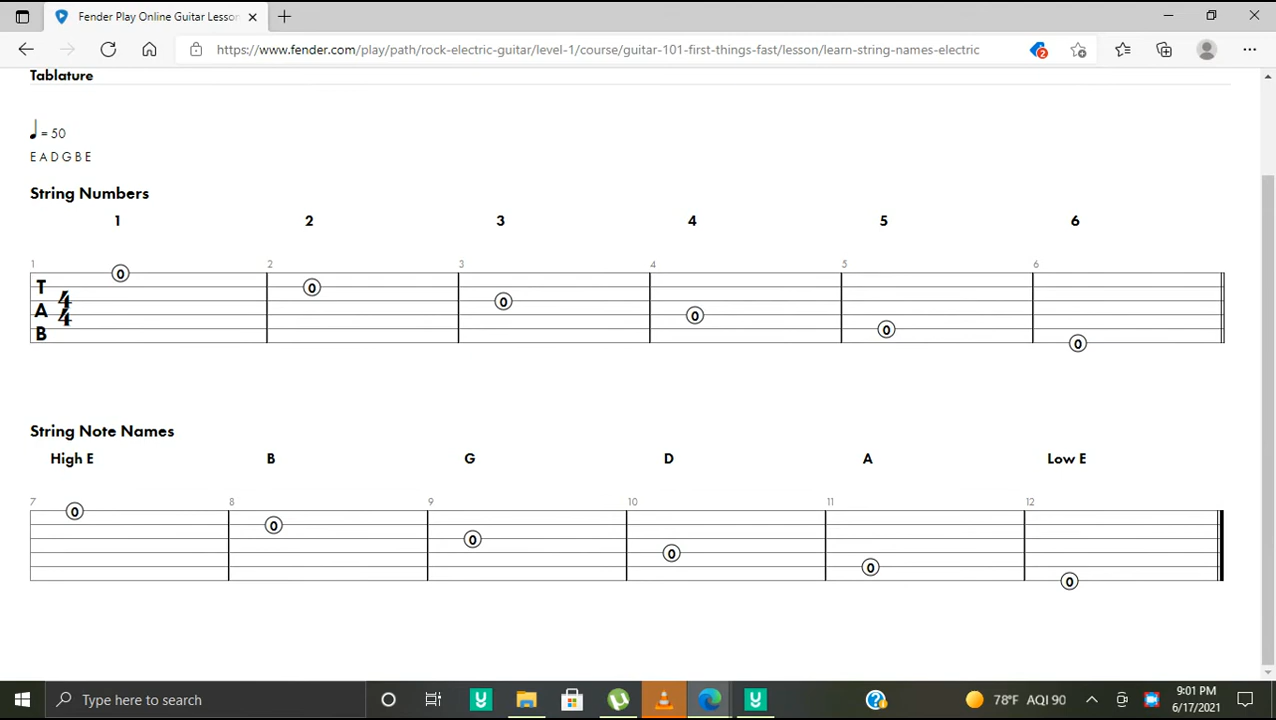 Fender Play Online Guitar Lesson
https://www.fender.com/play/path/rock-electric-guitar/level-1/course/guitar-101-first-things-fast/lesson/learn-string-names-electric
2
Tablature
= 50
E A D G B E
String Numbers
1 2 3 4 5 6
1 2 3 4 5 6
T A B 4 4 0 0 0 0 0 0
String Note Names
High E B G D A Low E
7 8 9 10 11 12
0 0 0 0 0 0
Type here to search
78°F AQI 90
9:01 PM
6/17/2021